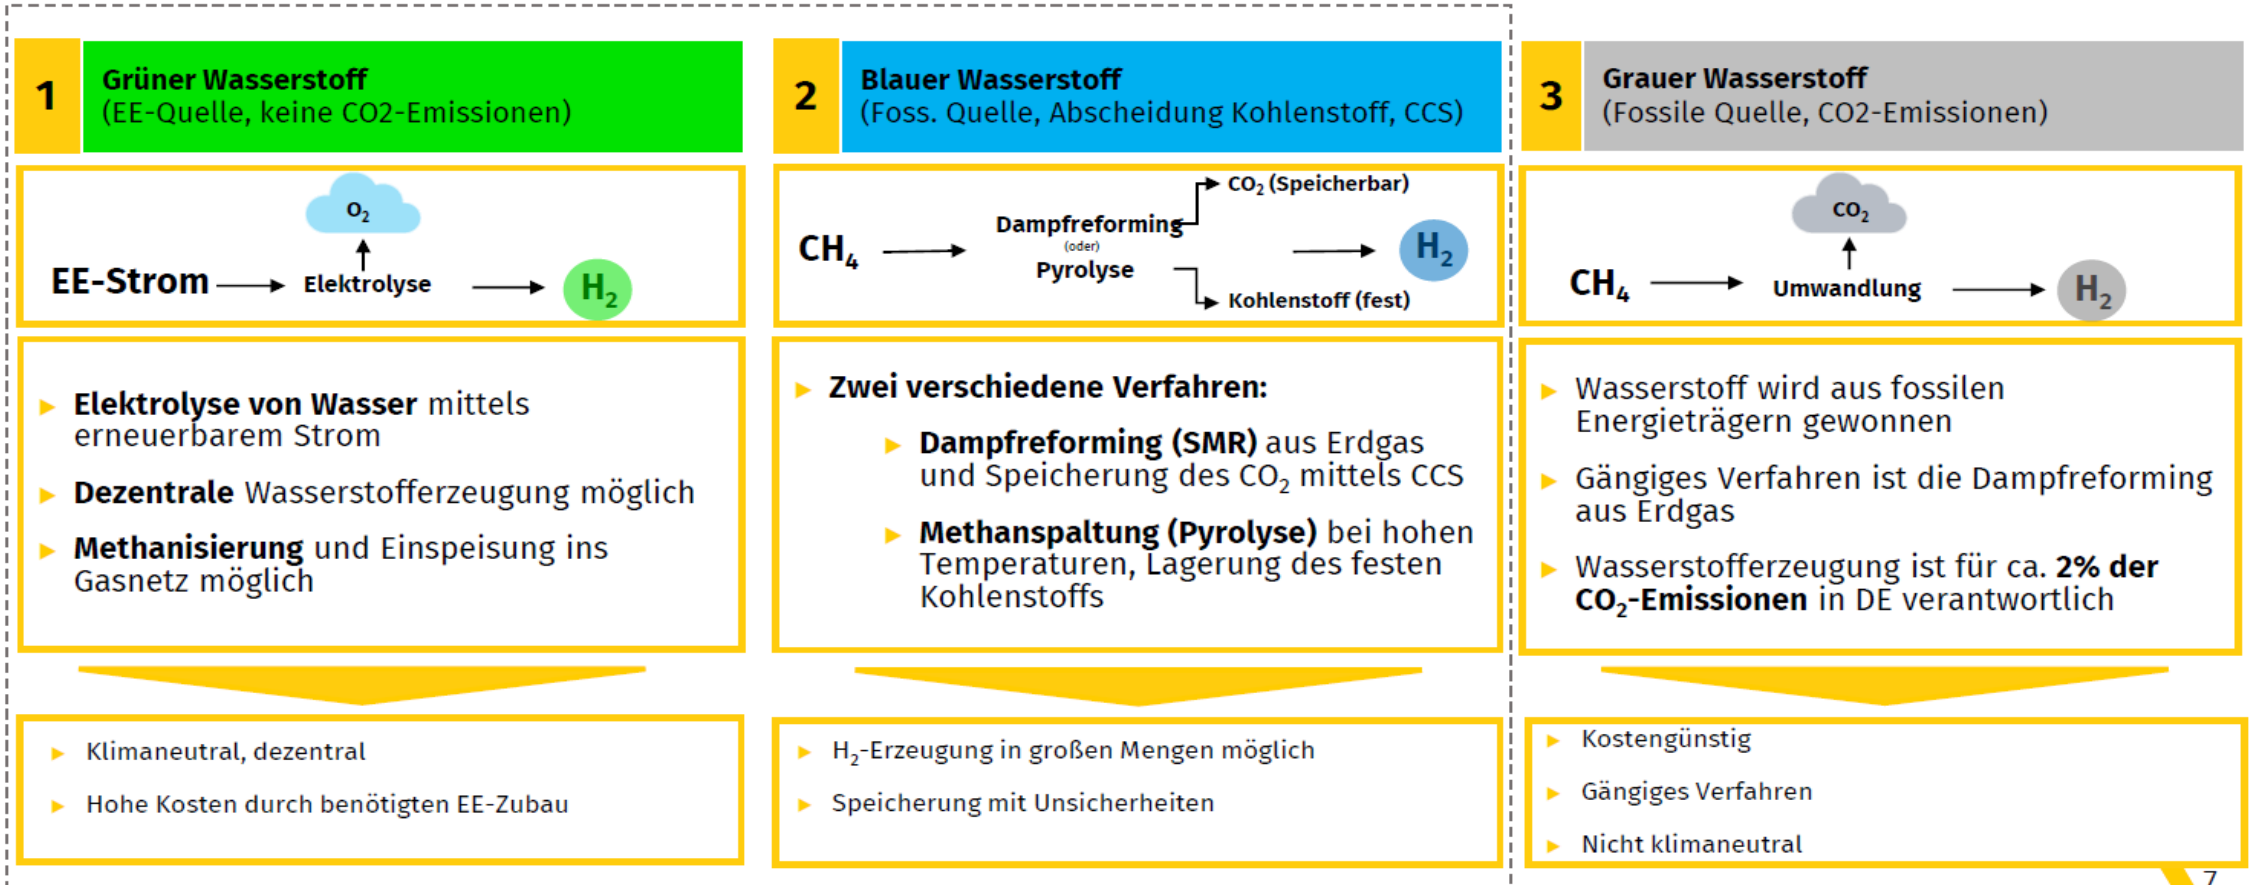 1
Grüner Wasserstoff
(EE-Quelle, keine CO2-Emissionen)
O₂
EE-Strom
Elektrolyse
H₂
Elektrolyse von Wasser mittels
erneuerbarem Strom
Dezentrale Wasserstofferzeugung möglich
Methanisierung und Einspeisung ins
Gasnetz möglich
Klimaneutral, dezentral
Hohe Kosten durch benötigten EE-Zubau
2
Blauer Wasserstoff
(Foss. Quelle, Abscheidung Kohlenstoff, CCS)
CO₂ (Speicherbar)
CH₄
Dampfreforming
(oder)
Pyrolyse
H₂
Kohlenstoff (fest)
Zwei verschiedene Verfahren:
Dampfreforming (SMR) aus Erdgas
und Speicherung des CO₂ mittels CCS
Methanspaltung (Pyrolyse) bei hohen
Temperaturen, Lagerung des festen
Kohlenstoffs
H₂-Erzeugung in großen Mengen möglich
Speicherung mit Unsicherheiten
3
Grauer Wasserstoff
(Fossile Quelle, CO2-Emissionen)
CO₂
CH₄
Umwandlung
H₂
Wasserstoff wird aus fossilen
Energieträgern gewonnen
Gängiges Verfahren ist die Dampfreforming
aus Erdgas
Wasserstofferzeugung ist für ca. 2% der
CO₂-Emissionen in DE verantwortlich
Kostengünstig
Gängiges Verfahren
Nicht klimaneutral
7